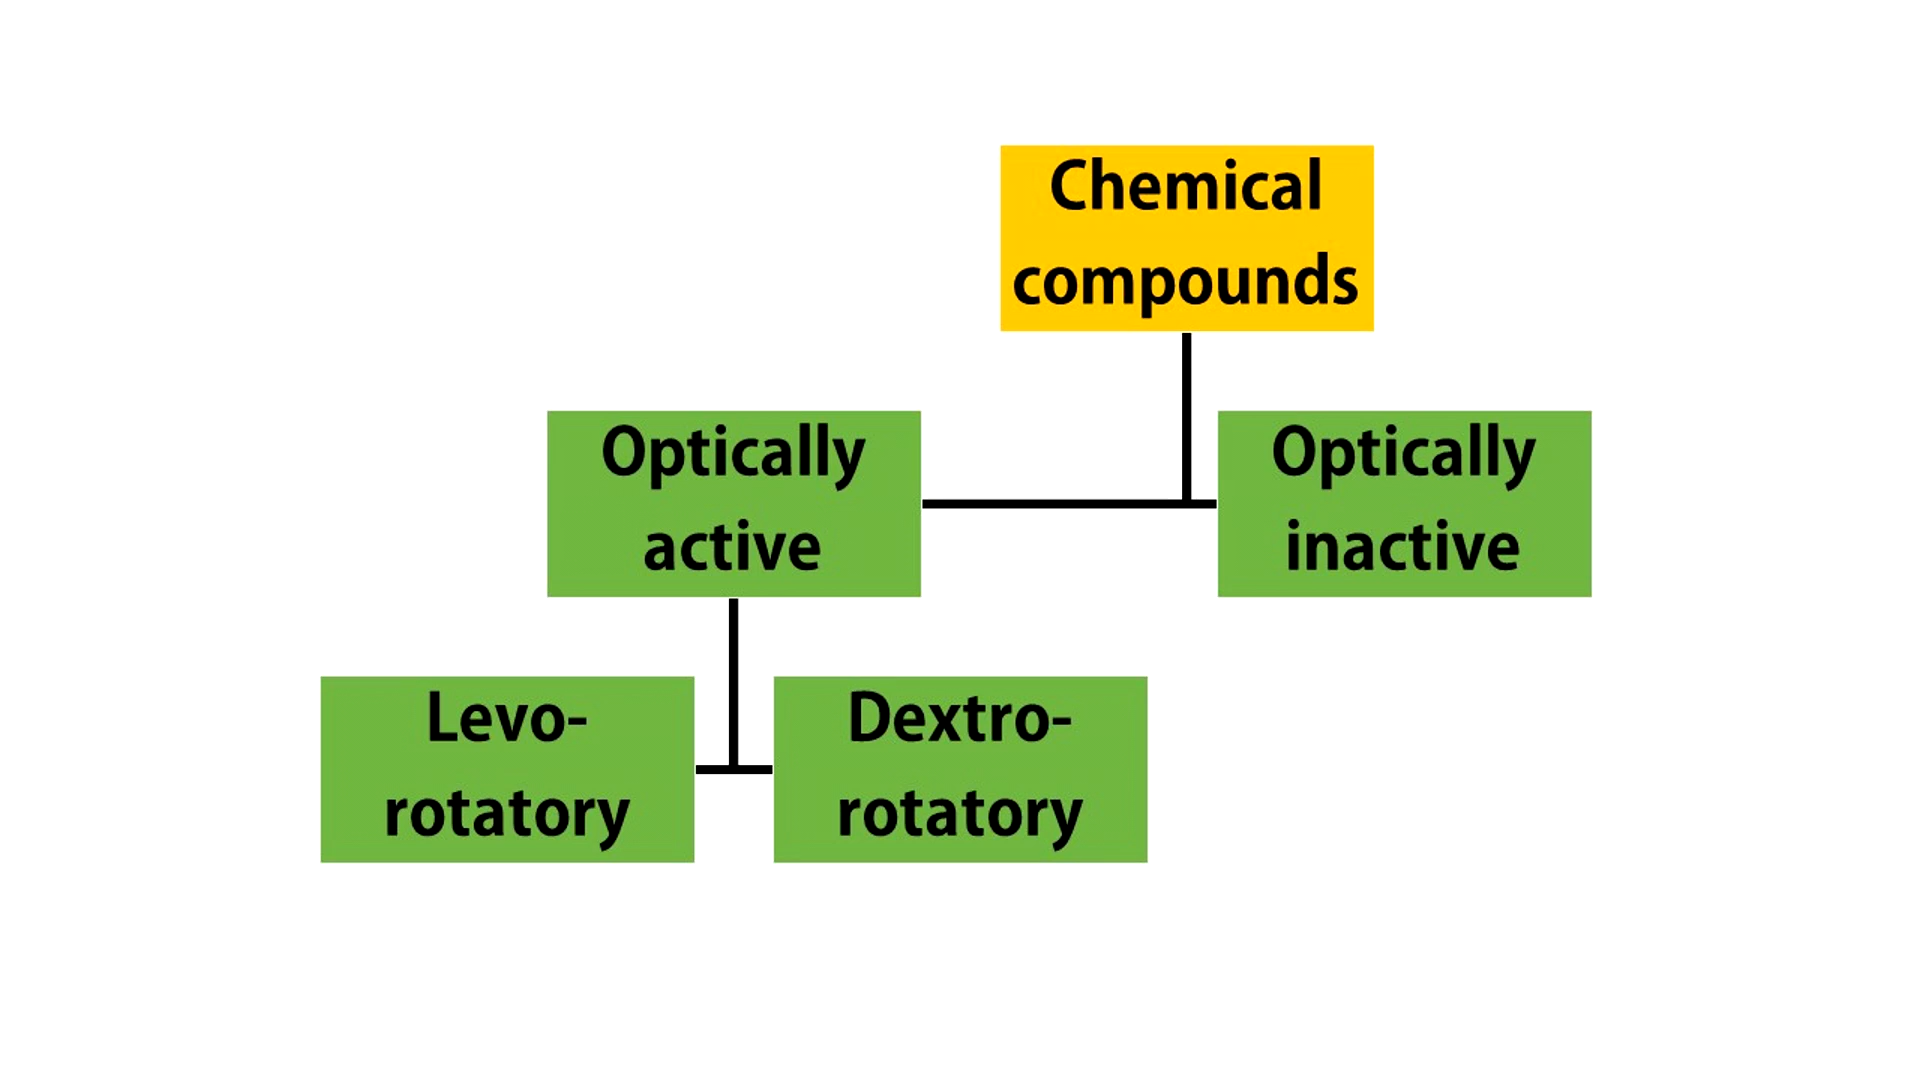 Chemical
compounds
Optically
active
Optically
inactive
Levo-
rotatory
Dextro-
rotatory